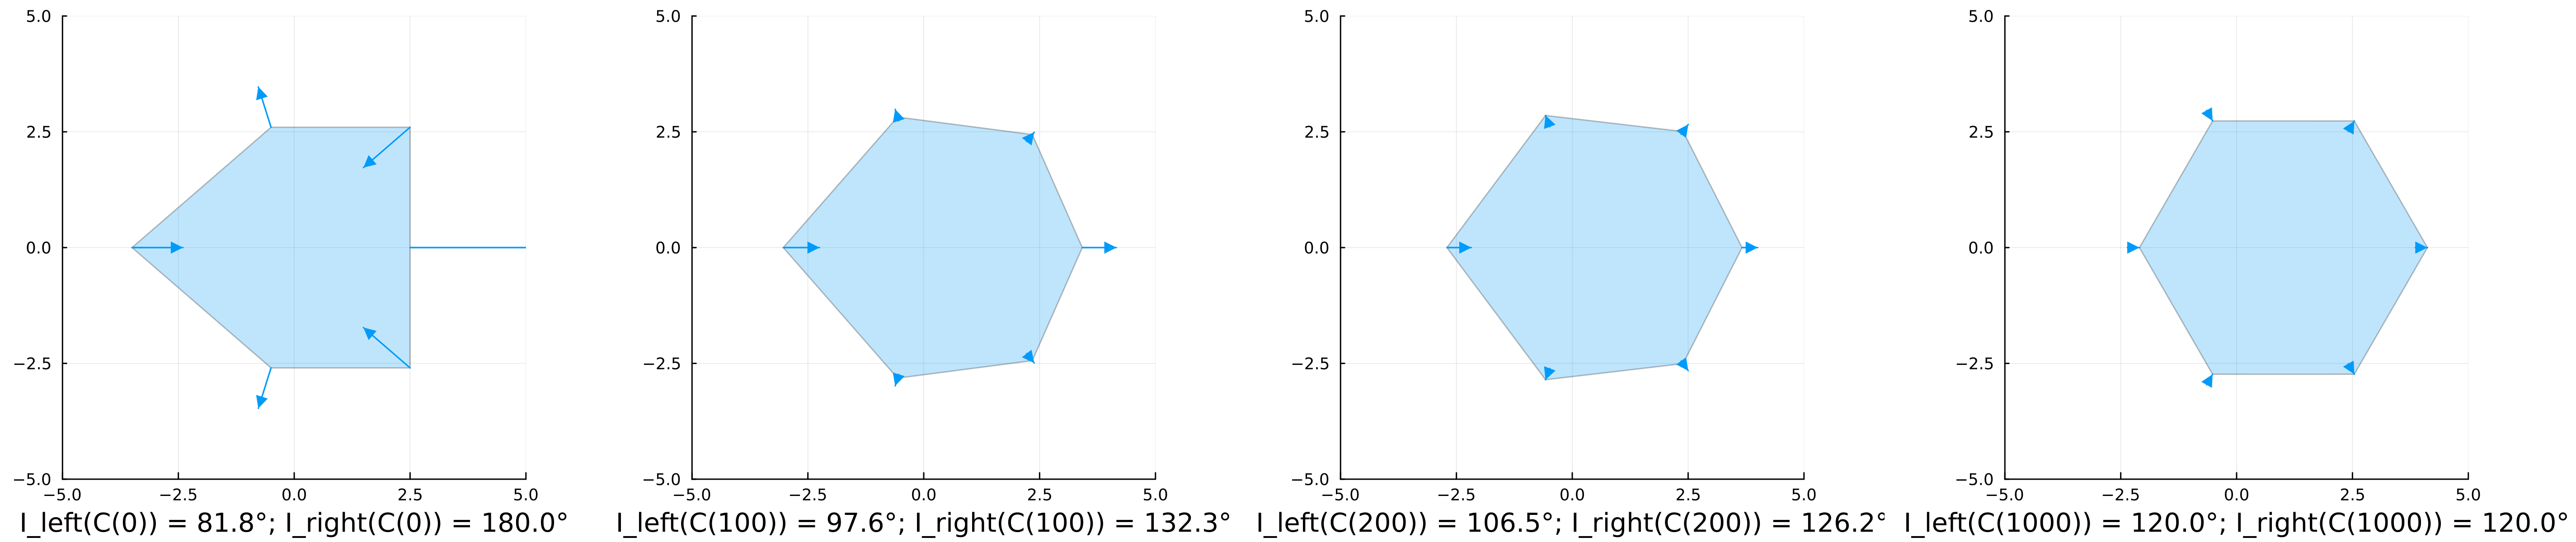 5.0
2.5
0.0
−2.5
−5.0
−5.0 −2.5 0.0 2.5 5.0
I_left(C(0)) = 81.8°; I_right(C(0)) = 180.0°
5.0
2.5
0.0
−2.5
−5.0
−5.0 −2.5 0.0 2.5 5.0
I_left(C(100)) = 97.6°; I_right(C(100)) = 132.3°
5.0
2.5
0.0
−2.5
−5.0
−5.0 −2.5 0.0 2.5 5.0
I_left(C(200)) = 106.5°; I_right(C(200)) = 126.2°
5.0
2.5
0.0
−2.5
−5.0
−5.0 −2.5 0.0 2.5 5.0
I_left(C(1000)) = 120.0°; I_right(C(1000)) = 120.0°